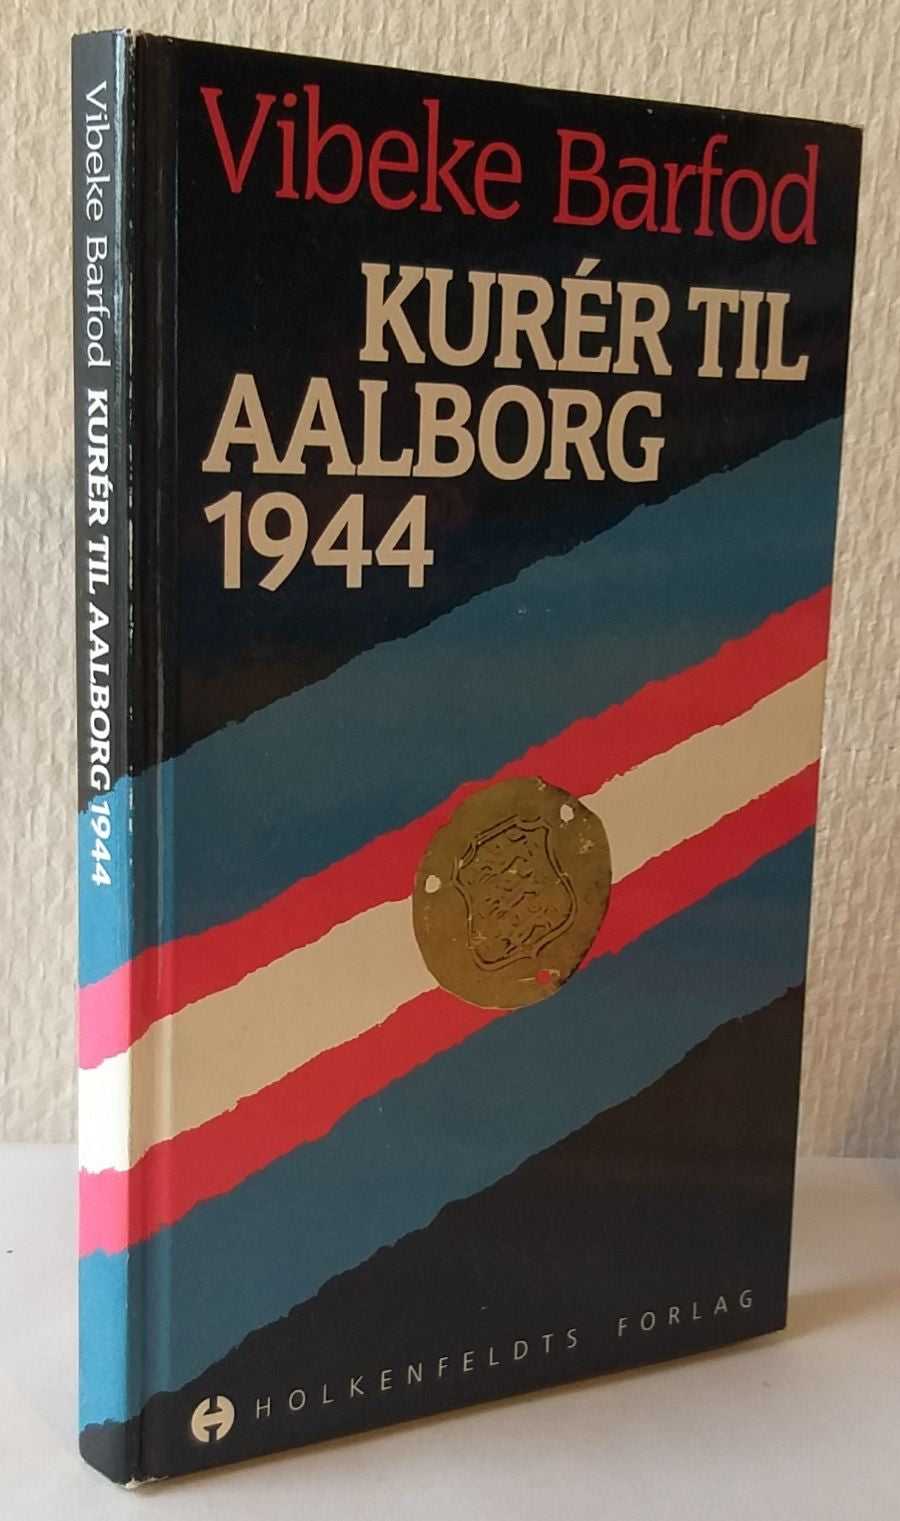 Vibeke Barfod
KURÉR TIL
AALBORG
1944
HOLKENFELDTS FORLAG
Vibeke Barfod KURÉR TIL AALBORG 1944